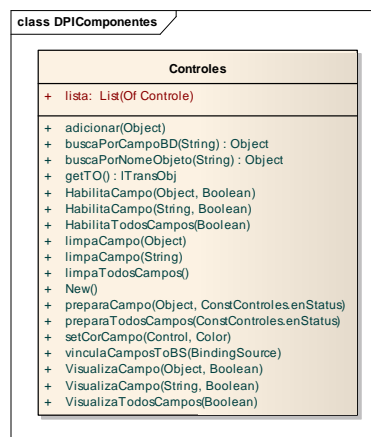 class DPIComponentes
Controles
+ lista: List(Of Controle)
+ adicionar(Object)
+ buscaPorCampoBD(String) : Object
+ buscaPorNomeObjeto(String) : Object
+ getTO() : ITransObj
+ HabilitaCampo(Object, Boolean)
+ HabilitaCampo(String, Boolean)
+ HabilitaTodosCampos(Boolean)
+ limpaCampo(Object)
+ limpaCampo(String)
+ limpaTodosCampos()
+ New()
+ preparaCampo(Object, ConstControles.enStatus)
+ preparaTodosCampos(ConstControles.enStatus)
+ setCorCampo(Control, Color)
+ vinculaCamposToBS(BindingSource)
+ VisualizaCampo(Object, Boolean)
+ VisualizaCampo(String, Boolean)
+ VisualizaTodosCampos(Boolean)